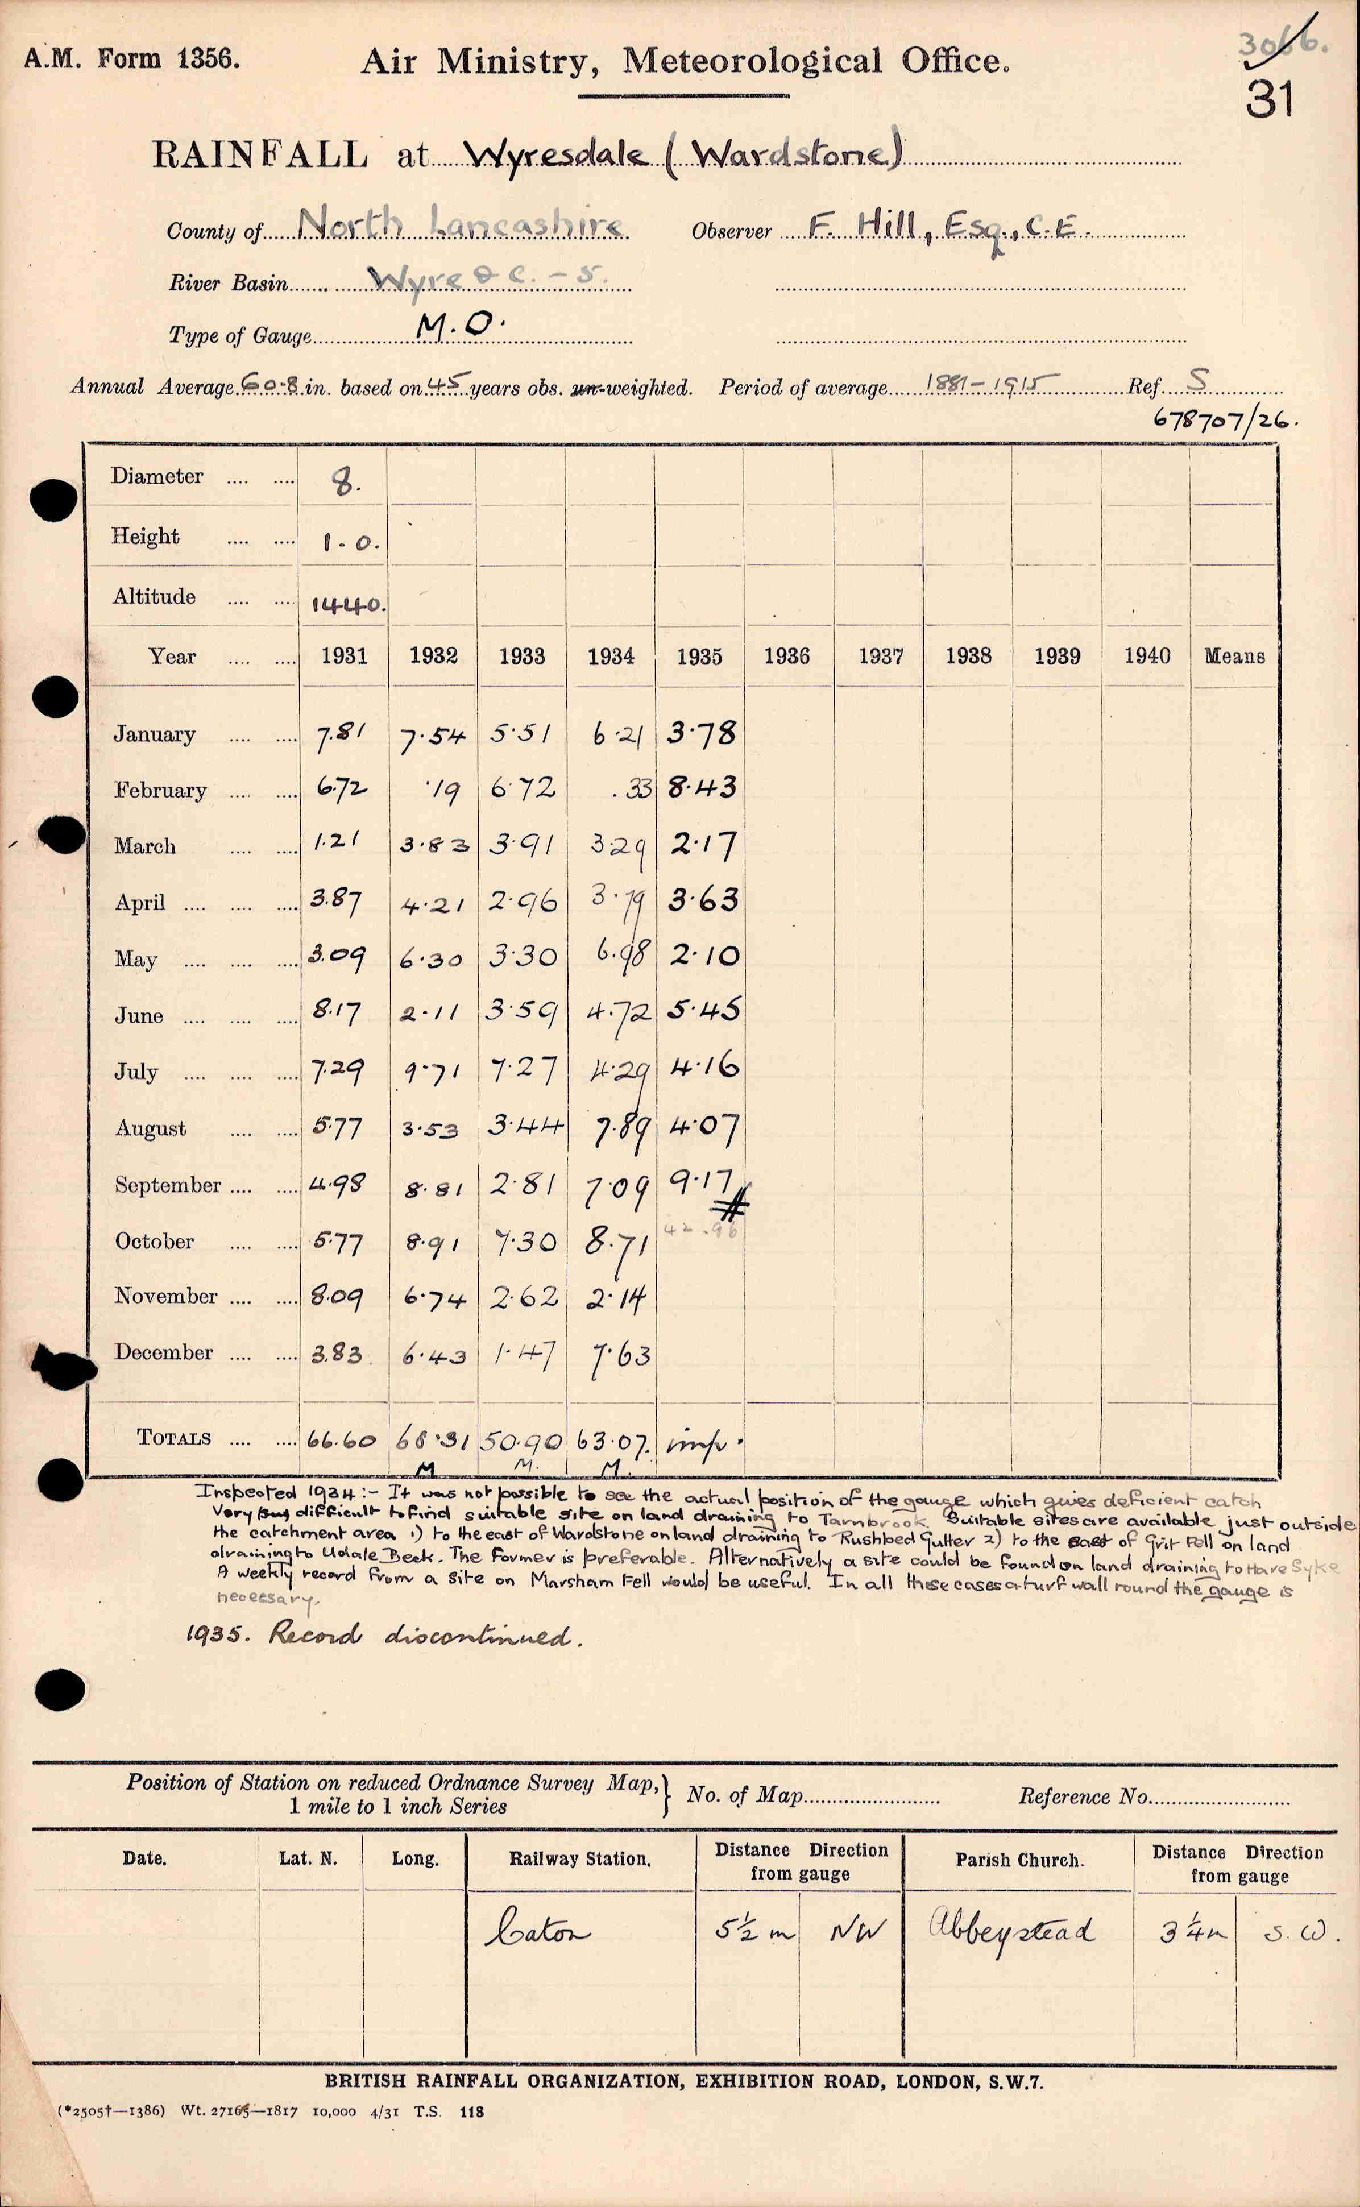 A.M. Form 1356.
Air Ministry, Meteorological Office.
3066.
31
RAINFALL at Wyresdale (Wardstone)
County of North Lancashire Observer F. Hill, Esq., C.E.
River Basin Wyre & C. - 5.
Type of Gauge M.O.
Annual Average 60.8 in. based on 45 years obs. un-weighted. Period of average 1881-1915 Ref. S
678707/26.
Diameter .... .... 8.
Height .... .... 1-0.
Altitude .... .... 1440.
Year .... .... 1931 1932 1933 1934 1935 1936 1937 1938 1939 1940 Means
January .... .... 7.81 7.54 5.51 6.21 3.78
February .... .... 6.72 .19 6.72 .33 8.43
March .... .... 1.21 3.83 3.91 3.29 2.17
April .... .... .... 3.87 4.21 2.96 3.79 3.63
May .... .... .... 3.09 6.30 3.30 6.98 2.10
June .... .... .... 8.17 2.11 3.59 4.72 5.45
July .... .... .... 7.29 9.71 7.27 4.29 4.16
August .... .... 5.77 3.53 3.44 7.89 4.07
September .... .... 4.98 8.81 2.81 7.09 9.17
#
42.96
October .... .... 5.77 8.91 7.30 8.71
November .... .... 8.09 6.74 2.62 2.14
December .... .... 3.83 6.43 1.47 7.63
TOTALS .... .... 66.60 68.31 50.90 63.07. imp.
M M. M.
Inspected 1934:- It was not possible to see the actual position of the gauge which gives deficient catch
Very difficult to find suitable site on land draining to Tarnbrook. Suitable sites are available just outside
the catchment area 1) to the east of Wardstone on land draining to Rushbed Gutter 2) to the east of Grit Fell on land
draining to Udale Beck. The former is preferable. Alternatively a site could be found on land draining to Hare Syke
A weekly record from a site on Marsham Fell would be useful. In all these cases a turf wall round the gauge is
necessary.
1935. Record discontinued.
Position of Station on reduced Ordnance Survey Map,} No. of Map Reference No.
1 mile to 1 inch Series
Date. Lat. N. Long. Railway Station. Distance Direction from gauge Parish Church. Distance Direction from gauge
Caton 5½ m NW Abbeystead 3¼ m S.W.
BRITISH RAINFALL ORGANIZATION, EXHIBITION ROAD, LONDON, S.W.7.
(*2505†—1386) Wt. 27165—1817 10,000 4/31 T.S. 118